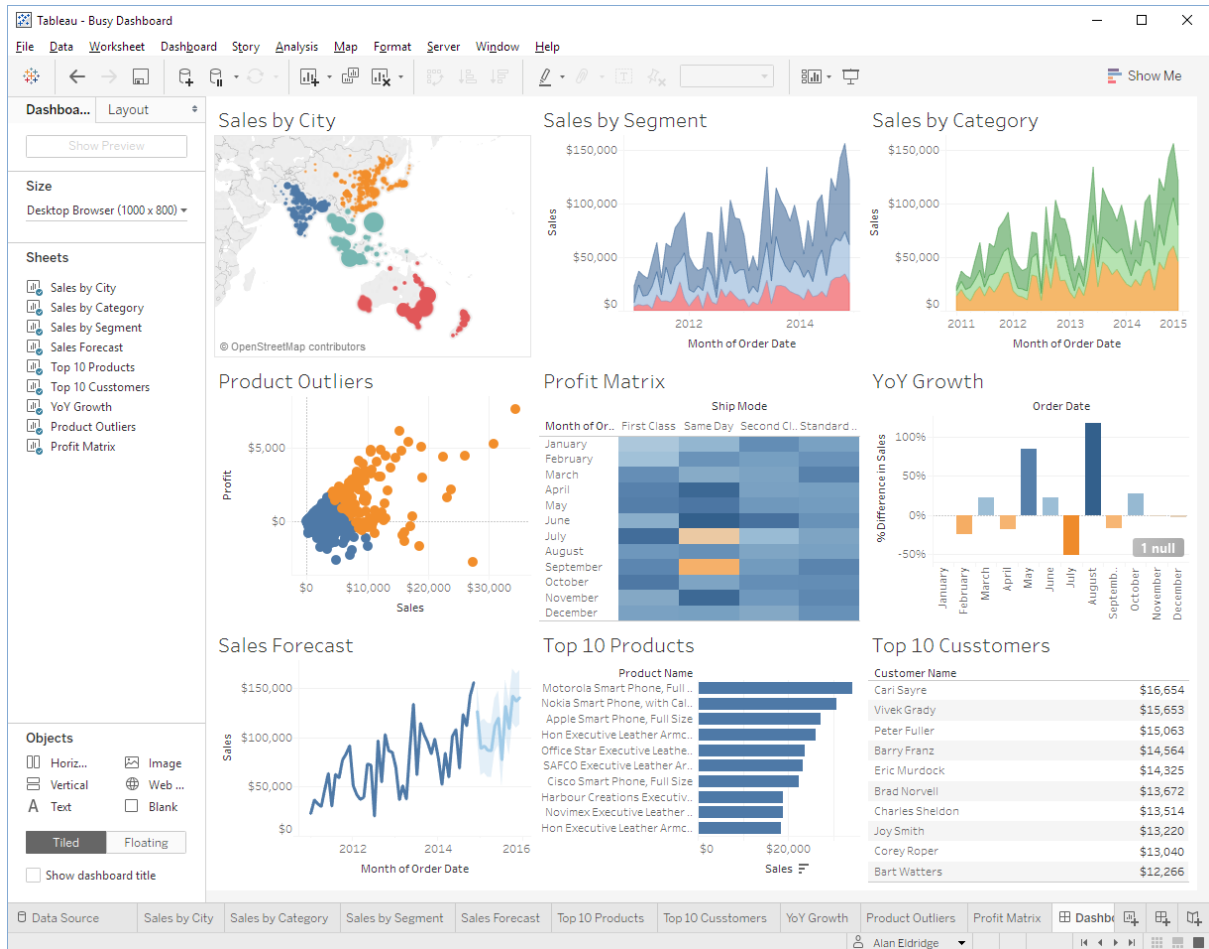 Tableau - Busy Dashboard
File Data Worksheet Dashboard Story Analysis Map Format Server Window Help
Show Me
Dashboa... Layout
Show Preview
Size
Desktop Browser (1000 x 800)
Sheets
Sales by City
Sales by Category
Sales by Segment
Sales Forecast
Top 10 Products
Top 10 Cusstomers
YoY Growth
Product Outliers
Profit Matrix
Objects
Horiz... Image
Vertical Web ...
A Text Blank
Tiled Floating
Show dashboard title
Sales by City
© OpenStreetMap contributors
Sales by Segment
$150,000
$100,000
$50,000
$0
Sales
2012 2014
Month of Order Date
Sales by Category
$150,000
$100,000
$50,000
$0
Sales
2011 2012 2013 2014 2015
Month of Order Date
Product Outliers
$5000
$0
Profit
$0 $10,000 $20,000 $30,000
Sales
Profit Matrix
Ship Mode
Month of Or.. First Class Same Day Second Cl.. Standard ..
January
February
March
April
May
June
July
August
September
October
November
December
YoY Growth
Order Date
100%
50%
0%
-50%
% Difference in Sales
1 null
January February March April May June July August Septemb.. October November December
Sales Forecast
$150,000
$100,000
$50,000
$0
Sales
2012 2014 2016
Month of Order Date
Top 10 Products
Product Name
Motorola Smart Phone, Full ..
Nokia Smart Phone, with Cal..
Apple Smart Phone, Full Size
Hon Executive Leather Armc..
Office Star Executive Leathe..
SAFCO Executive Leather Ar..
Cisco Smart Phone, Full Size
Harbour Creations Executiv..
Novimex Executive Leather ..
Hon Executive Leather Armc..
$0 $20,000
Sales
Top 10 Cusstomers
Customer Name
Cari Sayre $16,654
Vivek Grady $15,653
Peter Fuller $15,063
Barry Franz $14,564
Eric Murdock $14,325
Brad Norvell $13,672
Charles Sheldon $13,514
Joy Smith $13,220
Corey Roper $13,040
Bart Watters $12,266
Data Source Sales by City Sales by Category Sales by Segment Sales Forecast Top 10 Products Top 10 Cusstomers YoY Growth Product Outliers Profit Matrix Dashbo
Alan Eldridge